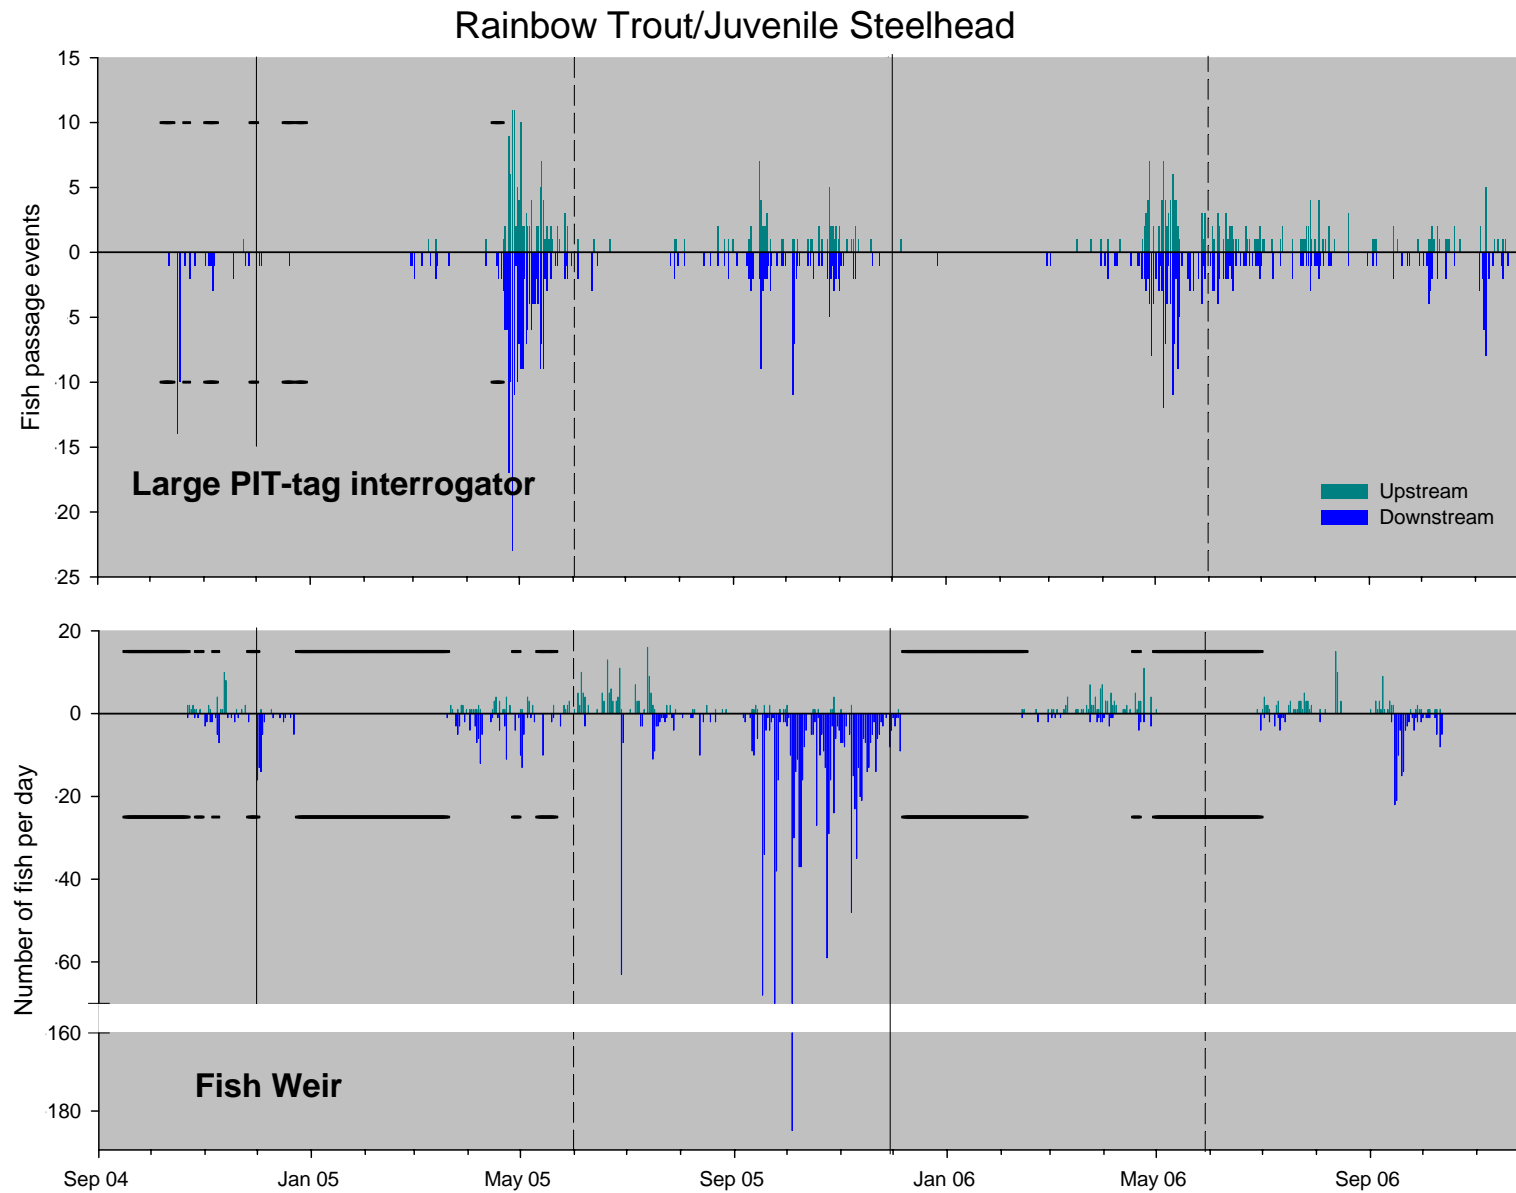 Rainbow Trout/Juvenile Steelhead
15
10
5
0
5
·10
·15
·20
·25
Fish passage events
Large PIT-tag interrogator
Upstream
Downstream
20
0
·20
·40
·60
·160
·180
Number of fish per day
Fish Weir
Sep 04 Jan 05 May 05 Sep 05 Jan 06 May 06 Sep 06